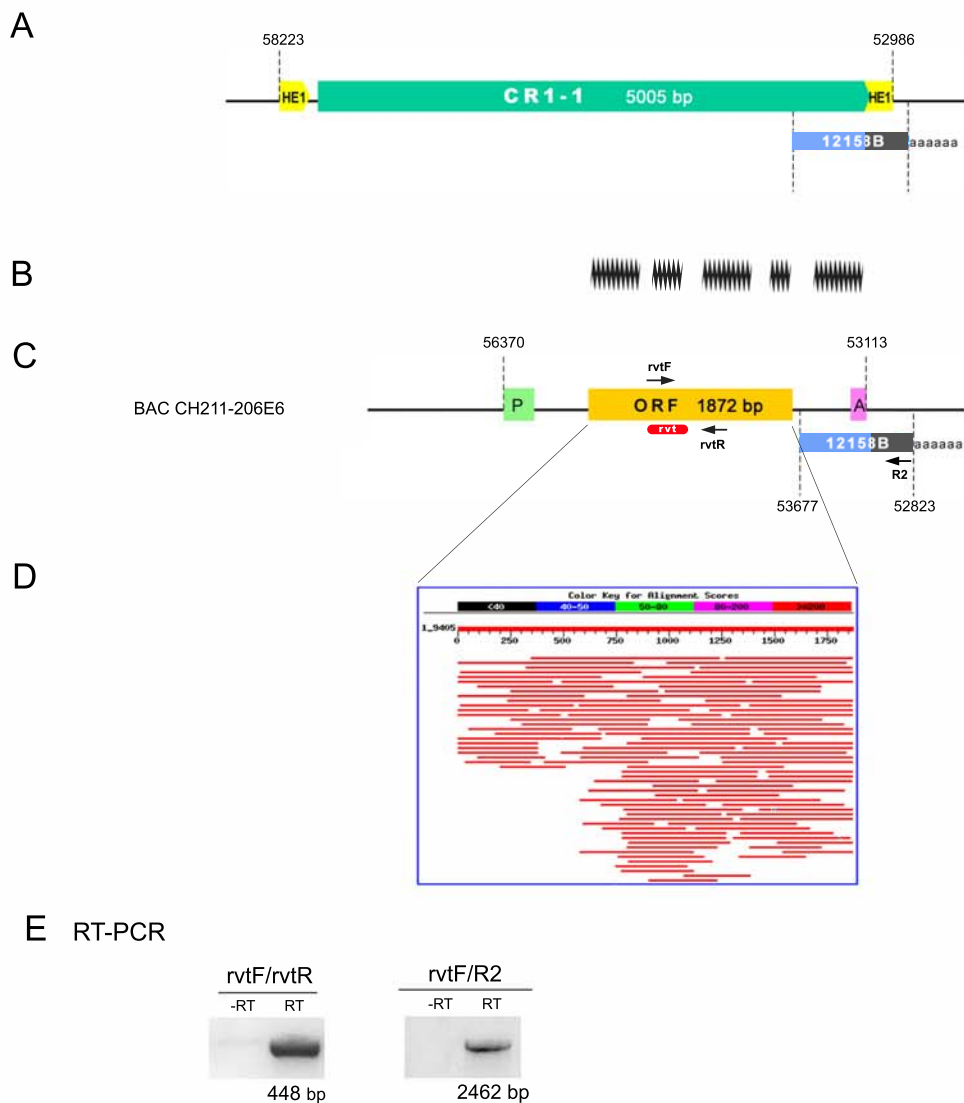 A
58223
52986
HE1
CR1-1 5005 bp
HE1
12158B
aaaaaa
B
C
56370
53113
BAC CH211-206E6
P
rvtF
ORF 1872 bp
A
rvt
rvtR
12158B
aaaaaa
R2
53677
52823
D
Color Key for Alignment Scores
<40
40-50
50-80
80-200
>=200
1_9405
0
250
500
750
1000
1250
1500
1750
E RT-PCR
rvtF/rvtR
rvtF/R2
-RT RT
-RT RT
448 bp
2462 bp